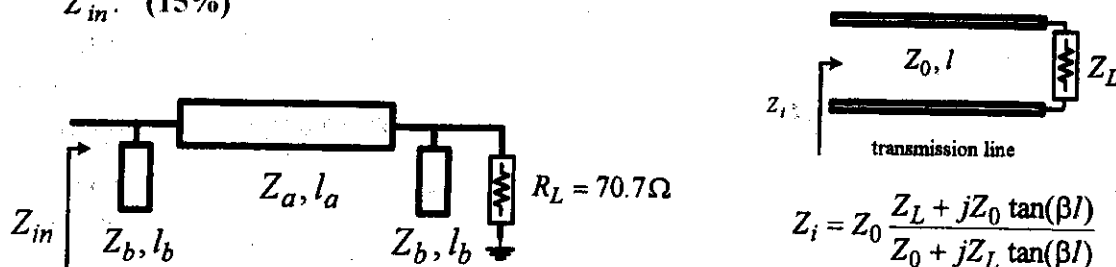 Z_in. (15%)
Z_0, l
Z_L
Z_i
transmission line
Z_a, l_a
R_L = 70.7Ω
Z_in
Z_b, l_b
Z_b, l_b
Z_i = Z_0 \frac{Z_L + jZ_0 tan(βl)}{Z_0 + jZ_L tan(βl)}